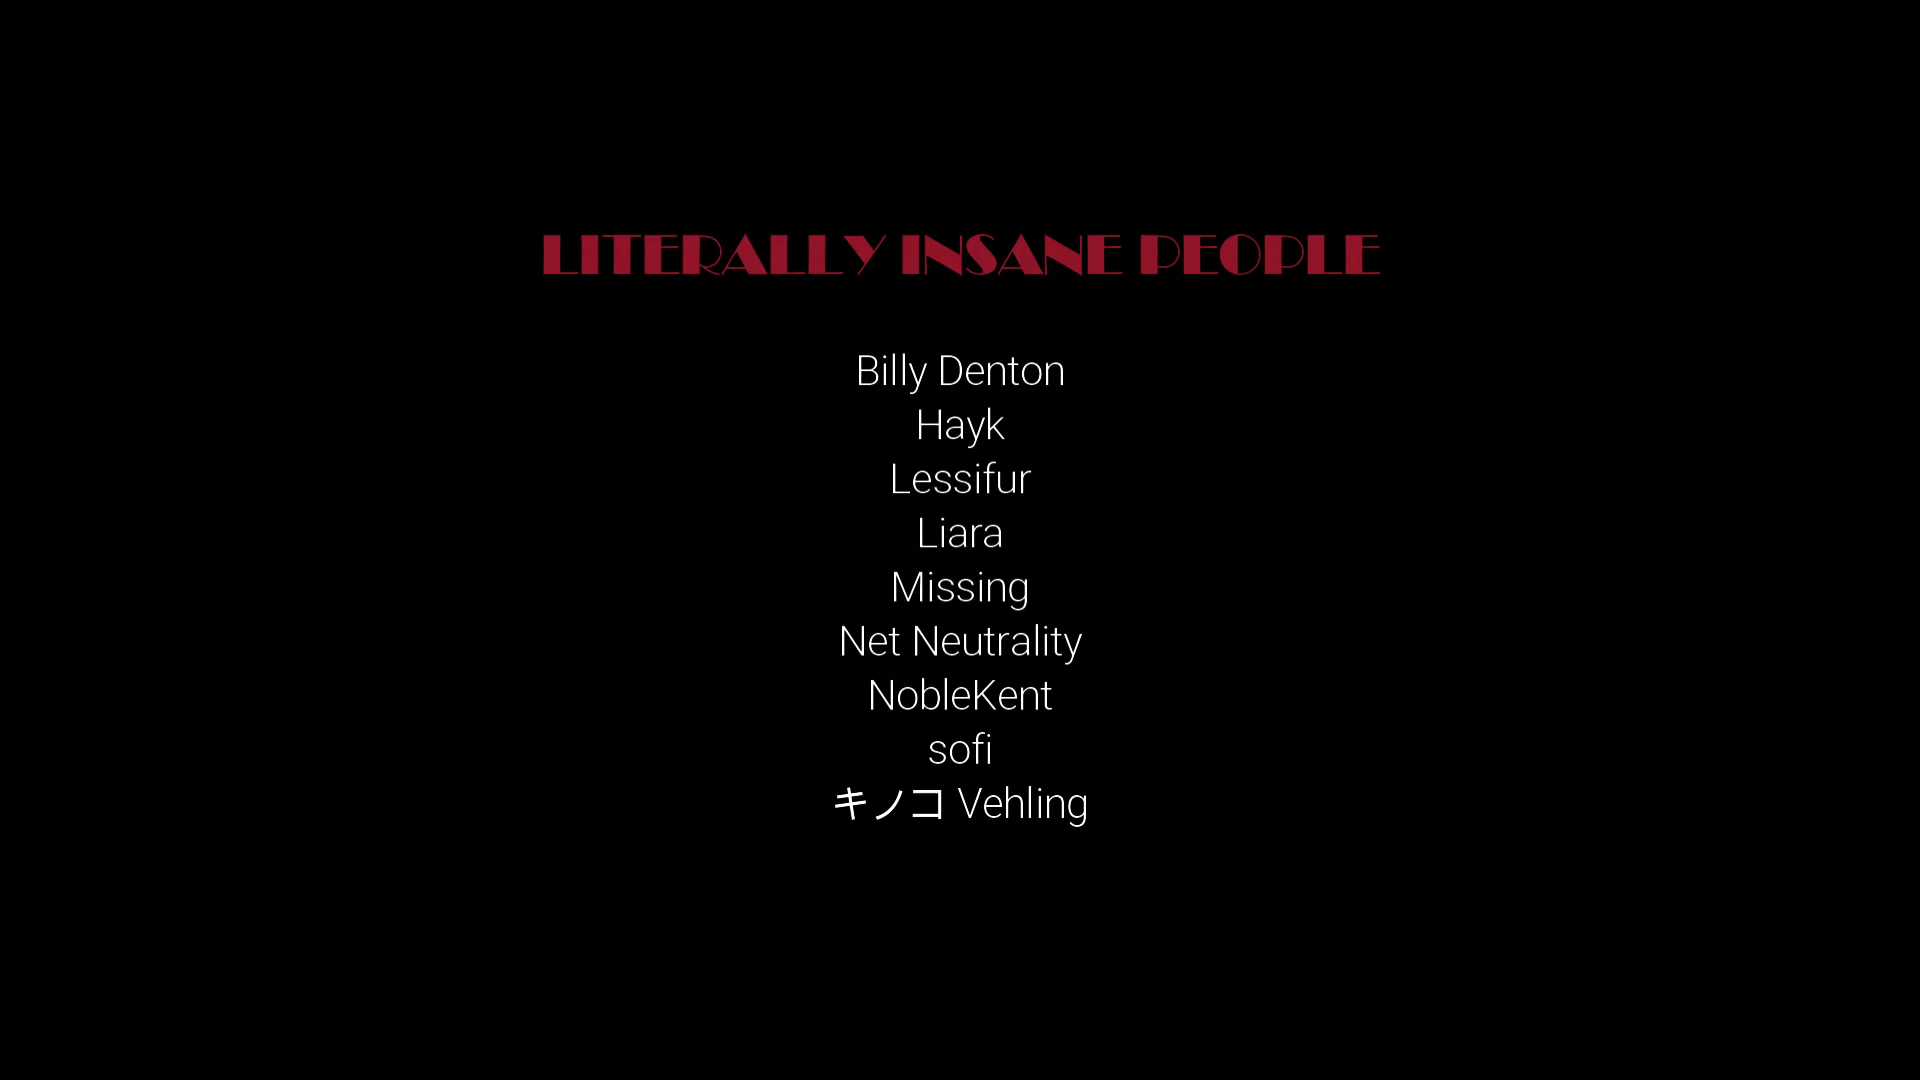 LITERALLY INSANE PEOPLE
Billy Denton
Hayk
Lessifur
Liara
Missing
Net Neutrality
NobleKent
sofi
キノコ Vehling